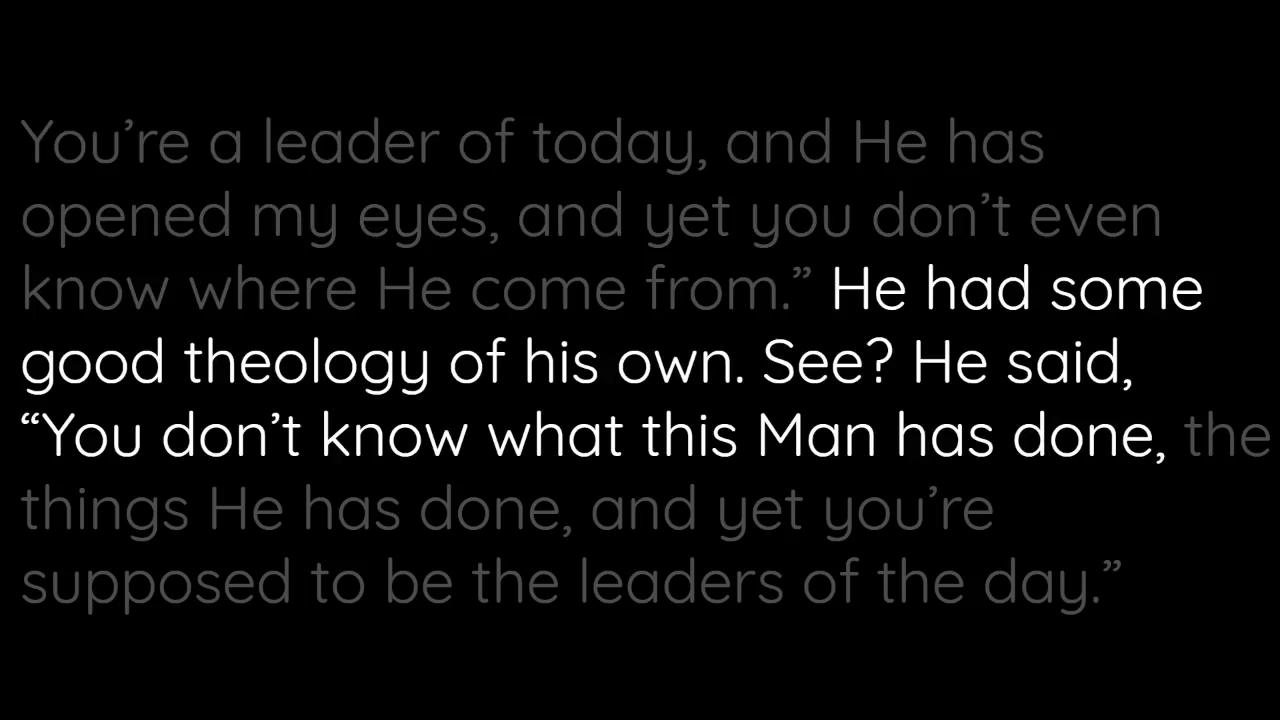 You’re a leader of today, and He has
opened my eyes, and yet you don’t even
know where He come from.” He had some
good theology of his own. See? He said,
“You don’t know what this Man has done, the
things He has done, and yet you’re
supposed to be the leaders of the day.”